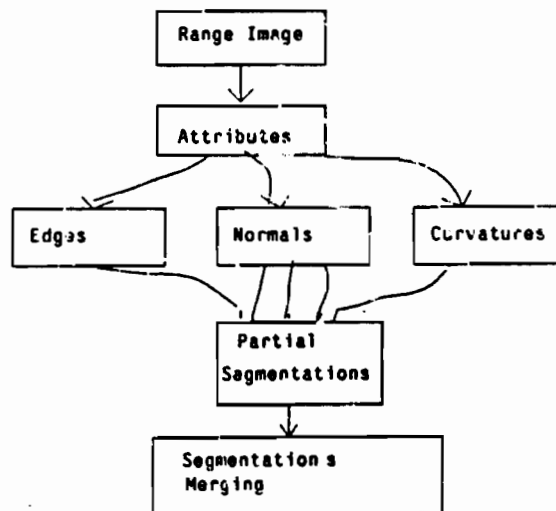 Range Image
Attributes
Edges
Normals
Curvatures
Partial
Segmentations
Segmentations
Merging